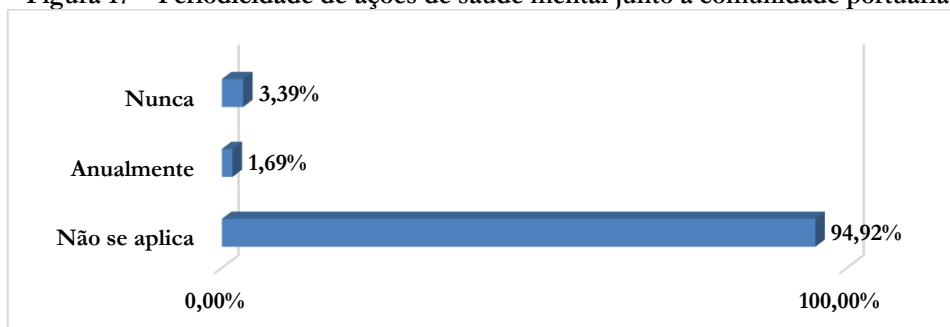 Figura 17 – Periodicidade de ações de saúde mental junto à comunidade portuária
Nunca
3,39%
Anualmente
1,69%
Não se aplica
94,92%
0,00%
100,00%